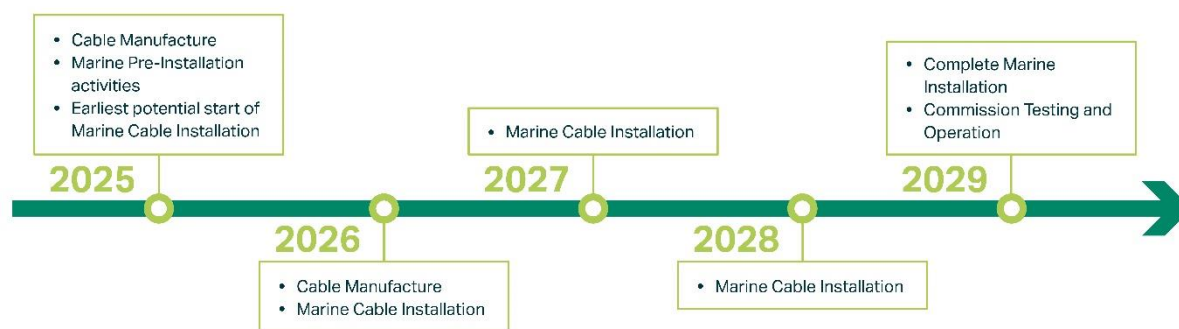 • Cable Manufacture
• Marine Pre-Installation
activities
• Earliest potential start of
Marine Cable Installation
2025
2026
• Cable Manufacture
• Marine Cable Installation
• Marine Cable Installation
2027
2028
• Marine Cable Installation
• Complete Marine
Installation
• Commission Testing and
Operation
2029